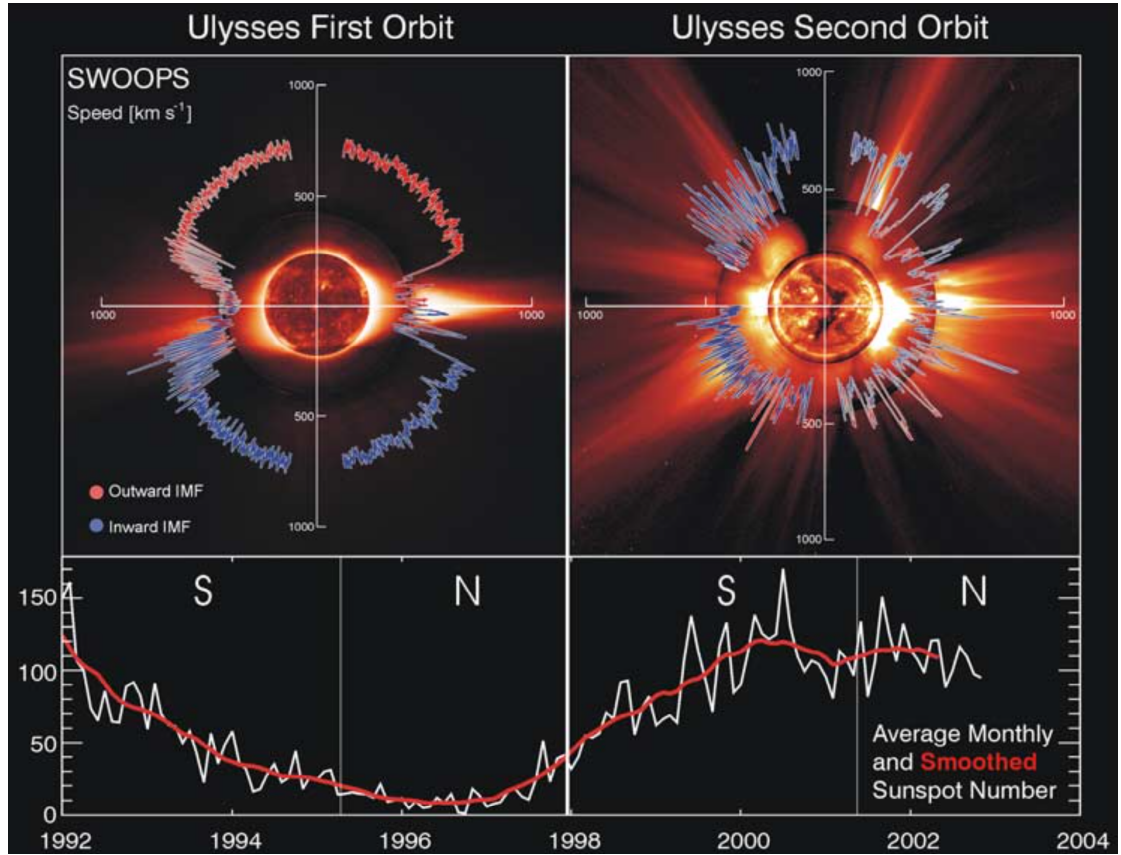 Ulysses First Orbit
Ulysses Second Orbit
SWOOPS
Speed [km s-1]
1000
500
1000
1000
500
1000
Outward IMF
Inward IMF
1000
500
1000
1000
500
1000
S
N
S
N
150
100
50
0
Average Monthly
and Smoothed
Sunspot Number
1992
1994
1996
1998
2000
2002
2004